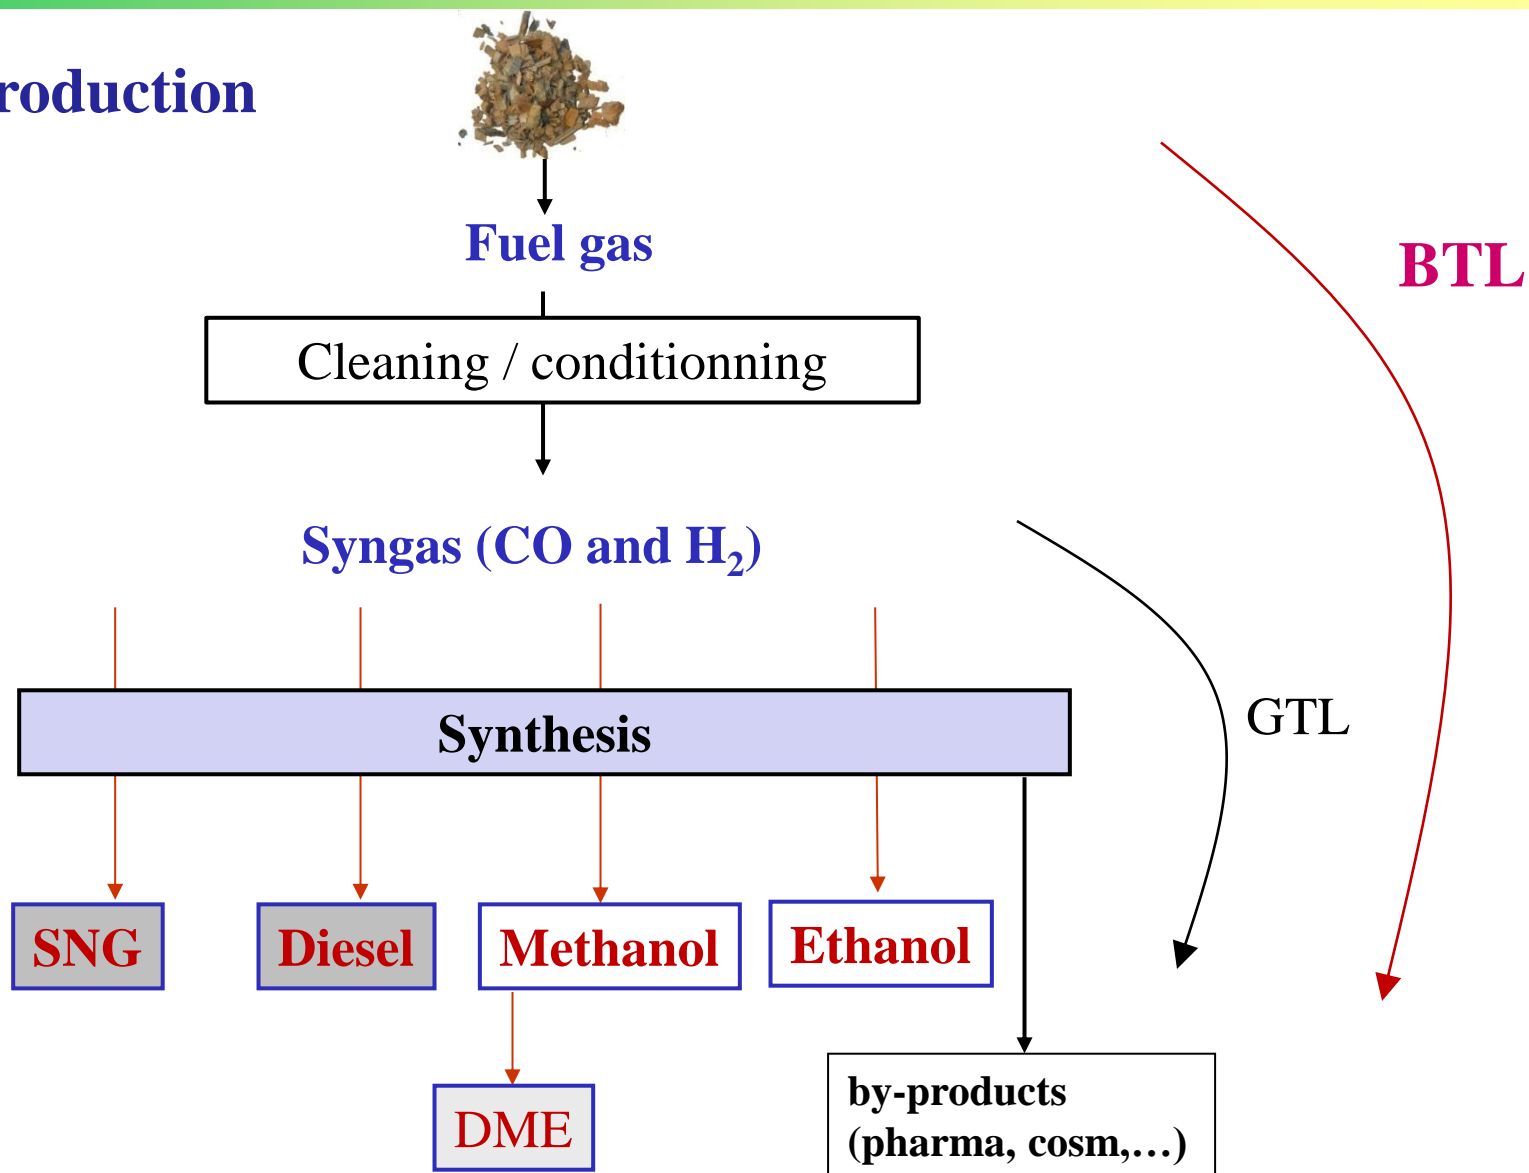 roduction
Fuel gas
BTL
Cleaning / conditionning
Syngas (CO and H₂)
GTL
Synthesis
SNG
Diesel
Methanol
Ethanol
DME
by-products
(pharma, cosm,…)